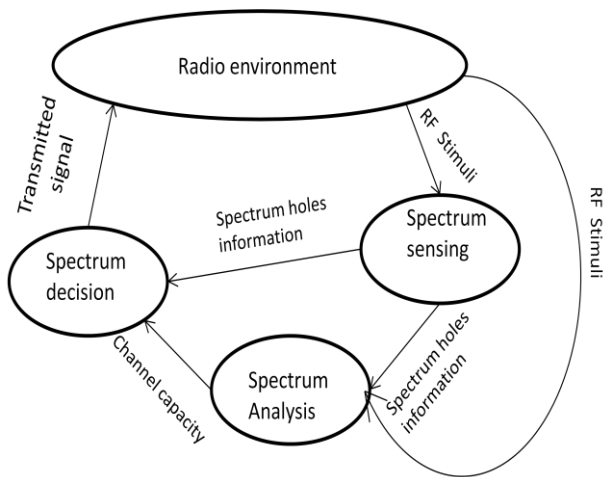 Radio environment
Transmitted
signal
RF Stimuli
RF Stimuli
Spectrum holes
information
Spectrum
sensing
Spectrum
decision
Channel capacity
Spectrum
Analysis
Spectrum holes
information